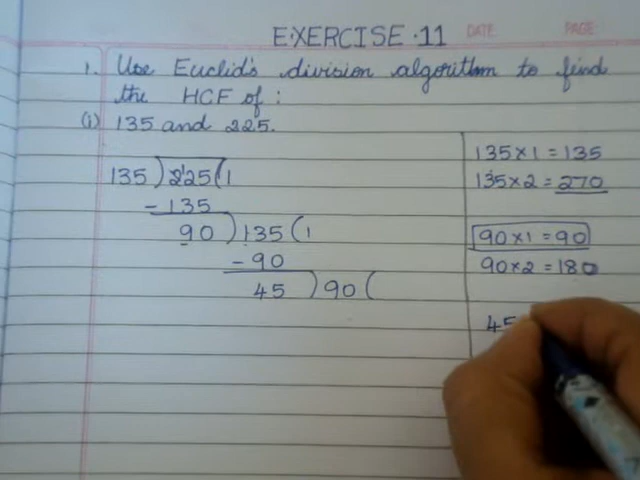 EXERCISE.11
DATE
PAGE
1. Use Euclid's division algorithm to find
the HCF of :
(i) 135 and 225.
135 ) 225 ( 1
- 135
90 ) 135 ( 1
- 90
45 ) 90 (
135 × 1 = 135
135 × 2 = 270
90 × 1 = 90
90 × 2 = 180
45